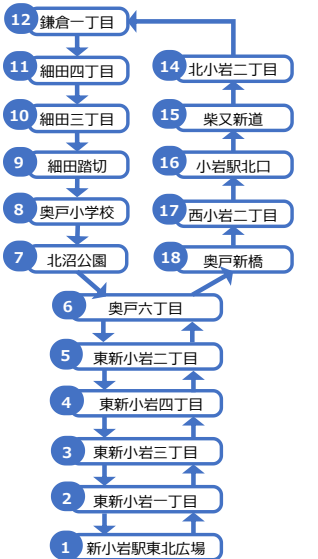 12 鎌倉一丁目
11 細田四丁目
14 北小岩二丁目
10 細田三丁目
15 柴又新道
9 細田踏切
16 小岩駅北口
8 奥戸小学校
17 西小岩二丁目
7 北沼公園
18 奥戸新橋
6 奥戸六丁目
5 東新小岩二丁目
4 東新小岩四丁目
3 東新小岩三丁目
2 東新小岩一丁目
1 新小岩駅東北広場